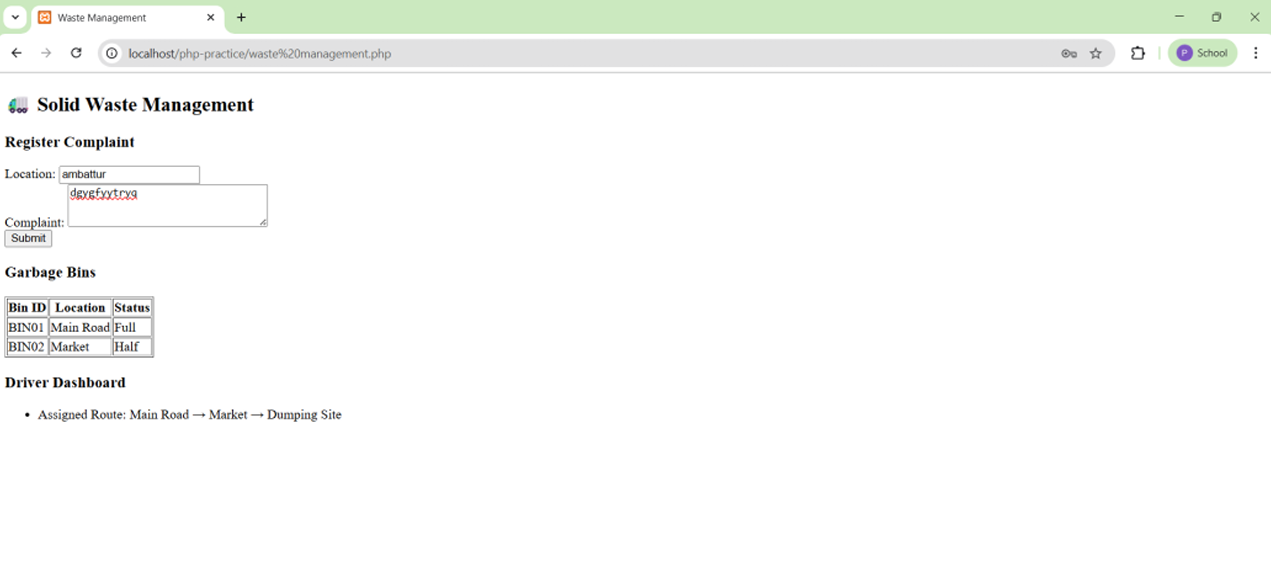 Waste Management
localhost/php-practice/waste%20management.php
P School
Solid Waste Management
Register Complaint
Location: ambattur
dgygfyytryq
Complaint:
Submit
Garbage Bins
Bin ID Location Status
BIN01 Main Road Full
BIN02 Market Half
Driver Dashboard
• Assigned Route: Main Road → Market → Dumping Site